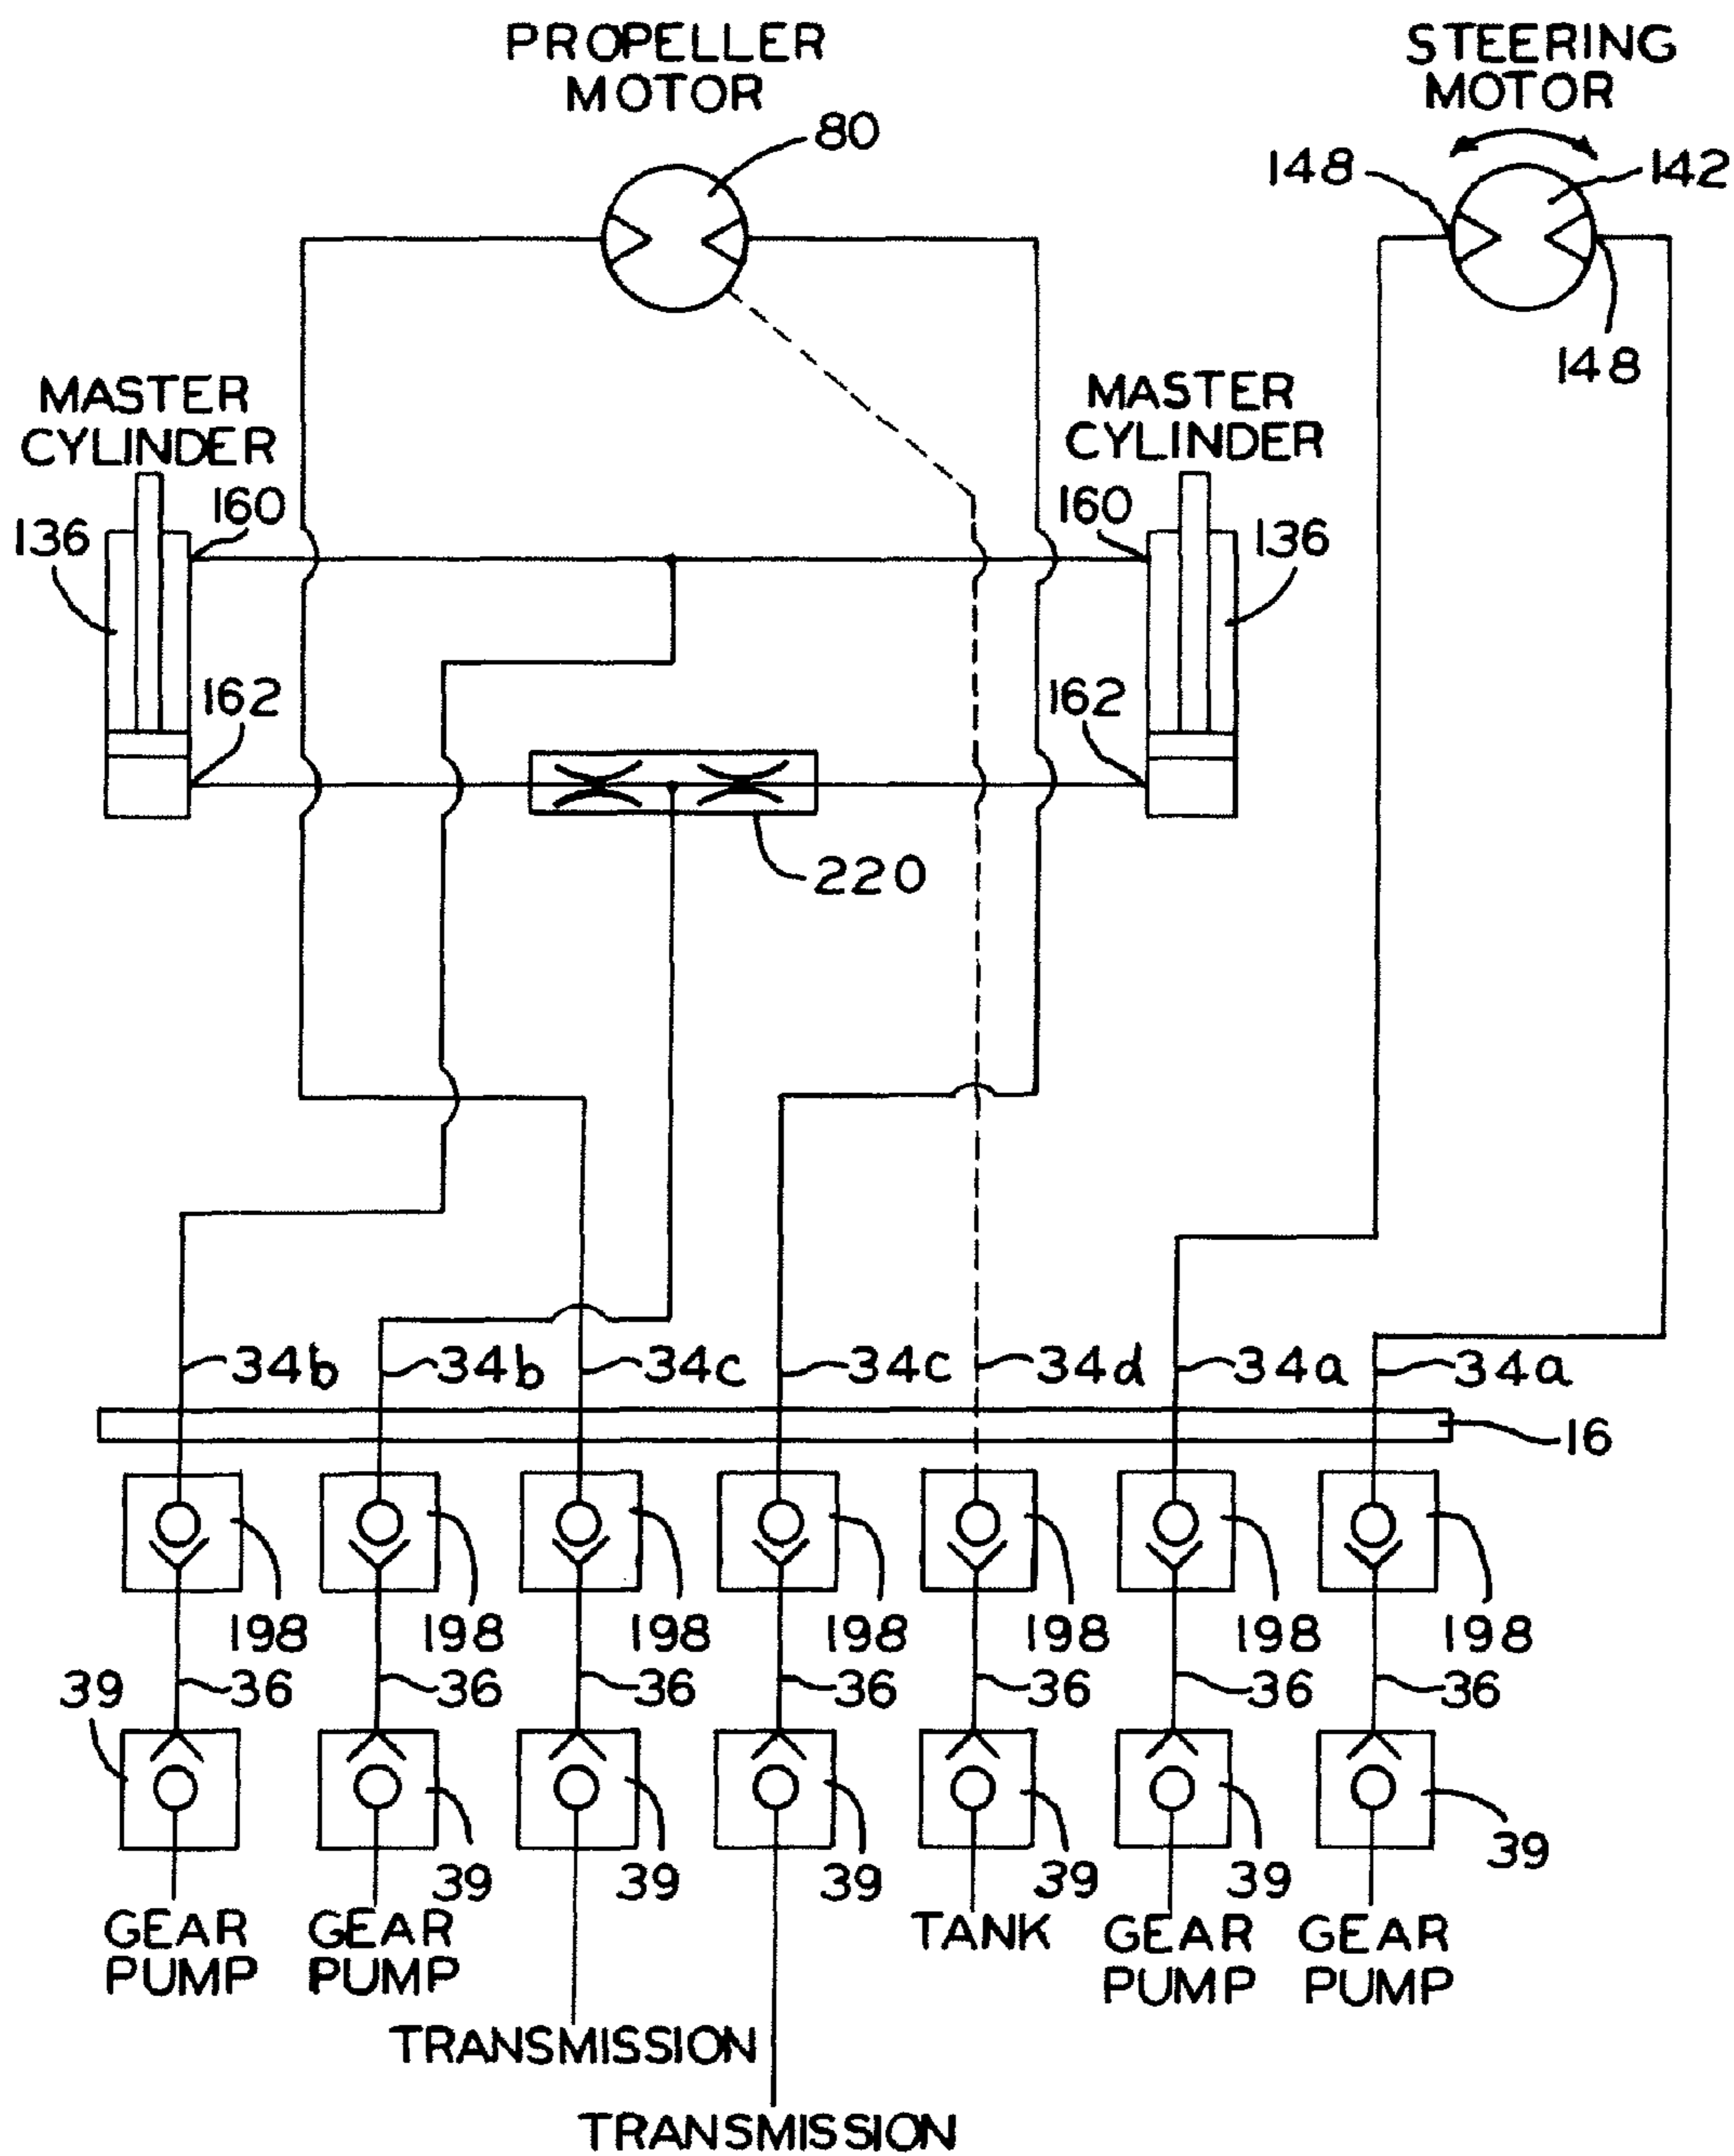 PROPELLER
MOTOR
STEERING
MOTOR
80
148
142
148
MASTER
CYLINDER
MASTER
CYLINDER
136
160
160
136
162
162
220
34b
34b
34c
34c
34d
34a
34a
16
198
198
198
198
198
198
198
39
36
36
36
36
36
36
36
39
39
39
39
39
39
GEAR
PUMP
GEAR
PUMP
TANK
GEAR
PUMP
GEAR
PUMP
TRANSMISSION
TRANSMISSION